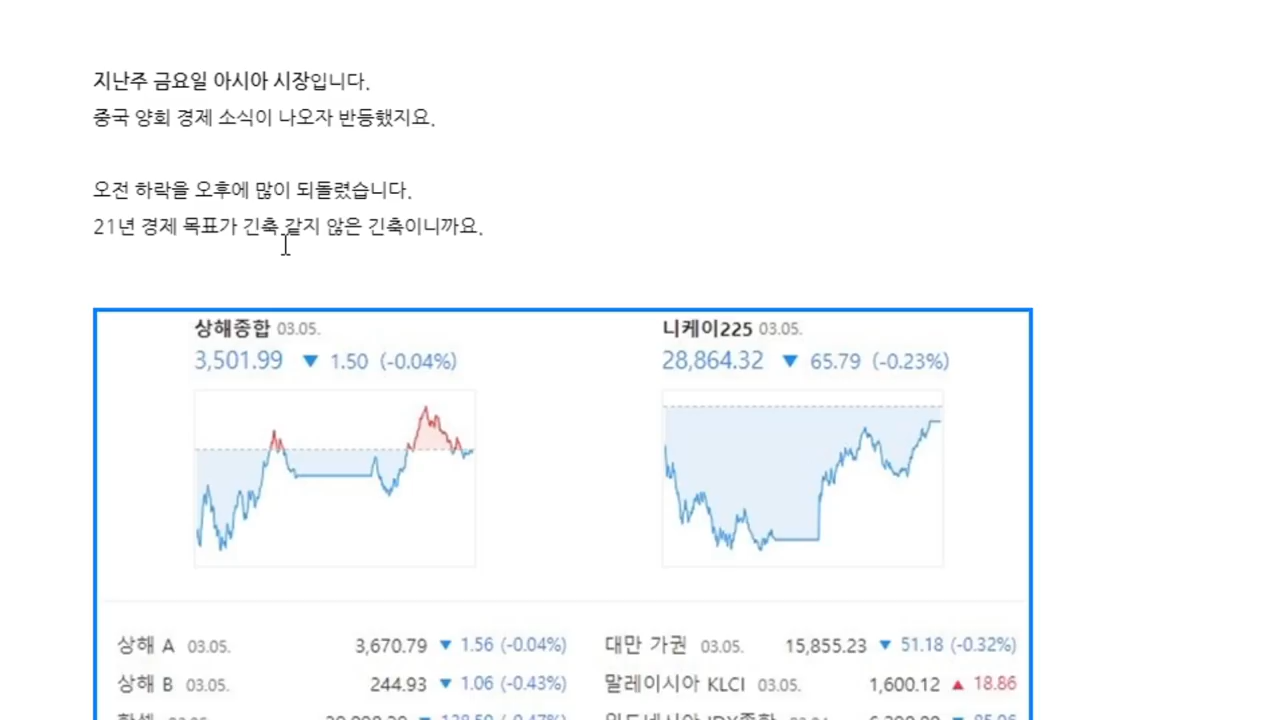 지난주 금요일 아시아 시장입니다.
중국 양회 경제 소식이 나오자 반등했지요.
오전 하락을 오후에 많이 되돌렸습니다.
21년 경제 목표가 긴축 같지 않은 긴축이니까요.
상해종합 03.05. 니케이225 03.05.
3,501.99 ▼ 1.50 (-0.04%) 28,864.32 ▼ 65.79 (-0.23%)
상해 A 03.05. 3,670.79 ▼ 1.56 (-0.04%) 대만 가권 03.05. 15,855.23 ▼ 51.18 (-0.32%)
상해 B 03.05. 244.93 ▼ 1.06 (-0.43%) 말레이시아 KLCI 03.05. 1,600.12 ▲ 18.86